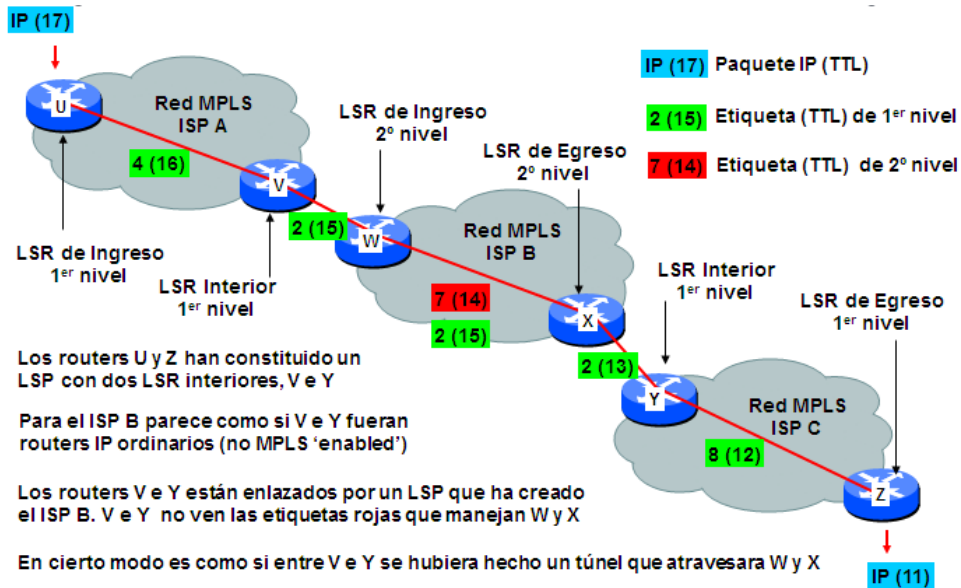 IP (17)
U
Red MPLS
ISP A
4 (16)
V
2 (15)
LSR de Ingreso
1er nivel
LSR Interior
1er nivel
LSR de Ingreso
2º nivel
W
LSR de Egreso
2º nivel
Red MPLS
ISP B
7 (14)
2 (15)
X
2 (13)
LSR Interior
1er nivel
Y
LSR de Egreso
1er nivel
Red MPLS
ISP C
8 (12)
Z
IP (11)
IP (17) Paquete IP (TTL)
2 (15) Etiqueta (TTL) de 1er nivel
7 (14) Etiqueta (TTL) de 2º nivel
Los routers U y Z han constituido un
LSP con dos LSR interiores, V e Y
Para el ISP B parece como si V e Y fueran
routers IP ordinarios (no MPLS ‘enabled’)
Los routers V e Y están enlazados por un LSP que ha creado
el ISP B. V e Y no ven las etiquetas rojas que manejan W y X
En cierto modo es como si entre V e Y se hubiera hecho un túnel que atravesara W y X